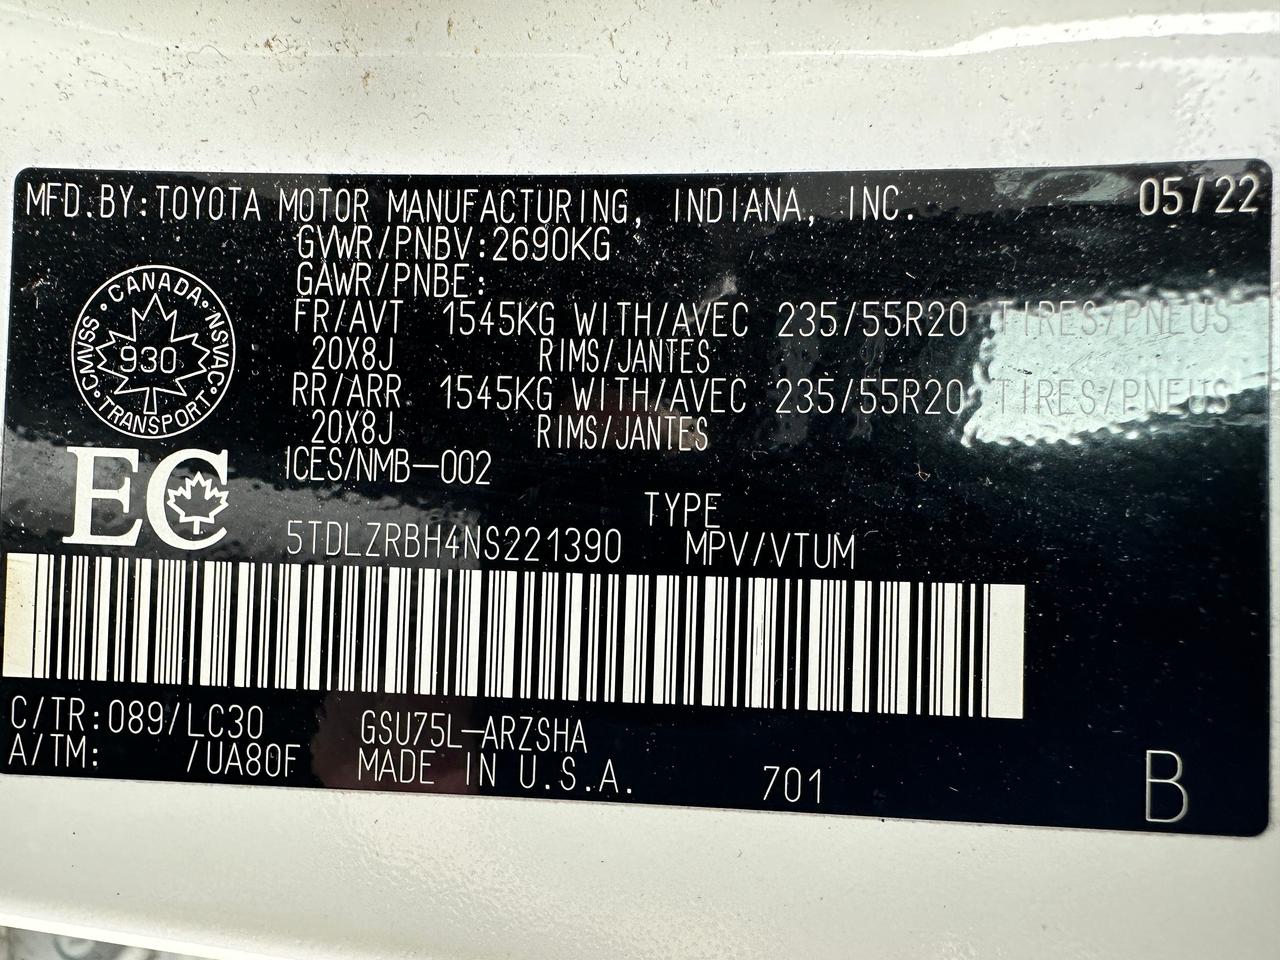 MFD.BY:TOYOTA MOTOR MANUFACTURING, INDIANA, INC. 05/22
GVWR/PNBV:2690KG
GAWR/PNBE:
FR/AVT 1545KG WITH/AVEC 235/55R20 TIRES/PNEUS
20X8J RIMS/JANTES
RR/ARR 1545KG WITH/AVEC 235/55R20 TIRES/PNEUS
20X8J RIMS/JANTES
ICES/NMB-002
CANADA • NSVAC • TRANSPORT • CMVSS
930
EC
TYPE
5TDLZRBH4NS221390 MPV/VTUM
C/TR:089/LC30 GSU75L-ARZSHA
A/TM: /UA80F MADE IN U.S.A. 701
B